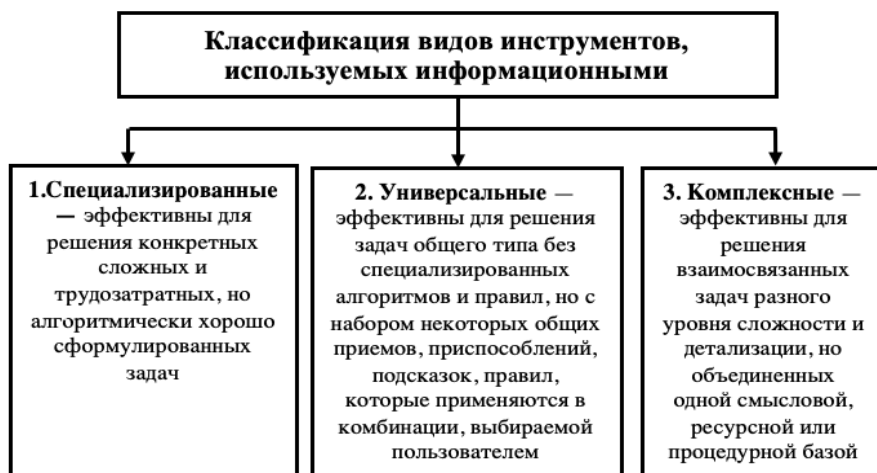 Классификация видов инструментов,
используемых информационными
1.Специализированные
— эффективны для
решения конкретных
сложных и
трудозатратных, но
алгоритмически хорошо
сформулированных
задач
2. Универсальные —
эффективны для решения
задач общего типа без
специализированных
алгоритмов и правил, но с
набором некоторых общих
приемов, приспособлений,
подсказок, правил,
которые применяются в
комбинации, выбираемой
пользователем
3. Комплексные —
эффективны для
решения
взаимосвязанных
задач разного
уровня сложности и
детализации, но
объединенных
одной смысловой,
ресурсной или
процедурной базой